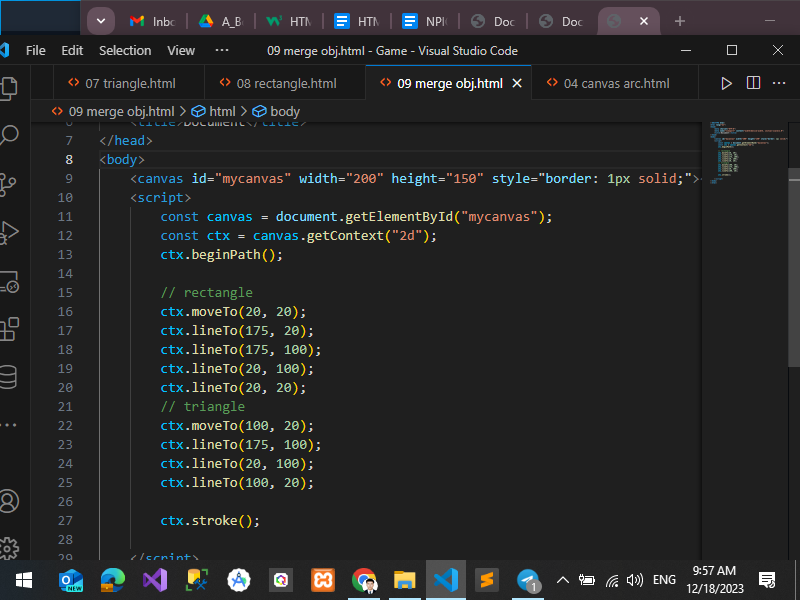 Inbc
A_B
HTM
HTM
NPI
Doc
Doc
File Edit Selection View ··· 09 merge obj.html - Game - Visual Studio Code
07 triangle.html 08 rectangle.html 09 merge obj.html 04 canvas arc.html
09 merge obj.html > html > body
6 <title>Document</title>
7 </head>
8 <body>
9 <canvas id="mycanvas" width="200" height="150" style="border: 1px solid;">
10 <script>
11 const canvas = document.getElementById("mycanvas");
12 const ctx = canvas.getContext("2d");
13 ctx.beginPath();
14
15 // rectangle
16 ctx.moveTo(20, 20);
17 ctx.lineTo(175, 20);
18 ctx.lineTo(175, 100);
19 ctx.lineTo(20, 100);
20 ctx.lineTo(20, 20);
21 // triangle
22 ctx.moveTo(100, 20);
23 ctx.lineTo(175, 100);
24 ctx.lineTo(20, 100);
25 ctx.lineTo(100, 20);
26
27 ctx.stroke();
28
29 </script>
NEW
1
ENG
9:57 AM
12/18/2023